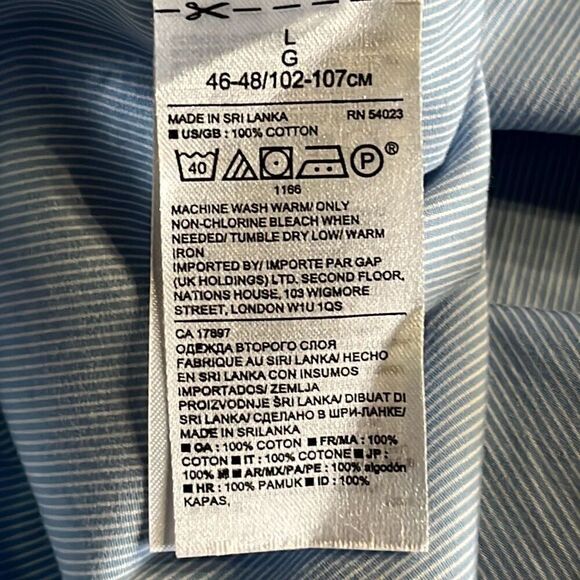 L
G
46-48/102-107CM
MADE IN SRI LANKA RN 54023
■ US/GB : 100% COTTON
40 P ®
1166
MACHINE WASH WARM/ ONLY
NON-CHLORINE BLEACH WHEN
NEEDED/ TUMBLE DRY LOW/ WARM
IRON
IMPORTED BY/ IMPORTE PAR GAP
(UK HOLDINGS) LTD. SECOND FLOOR,
NATIONS HOUSE, 103 WIGMORE
STREET, LONDON W1U 1QS
CA 17897
ОДЕЖДА ВТОРОГО СЛОЯ
FABRIQUE AU SIRI LANKA/ HECHO
EN SRI LANKA CON INSUMOS
IMPORTADOS/ ZEMLJA
PROIZVODNJE ŠRI LANKA/ DIBUAT DI
SRI LANKA/ СДЕЛАНО В ШРИ-ЛАНКЕ/
MADE IN SRILANKA
■ CA : 100% COTTON ■ FR/MA : 100%
COTON ■ IT : 100% COTONE ■ JP :
100% 綿 ■ AR/MX/PA/PE : 100% algodón
■ HR : 100% PAMUK ■ ID : 100%
KAPAS,